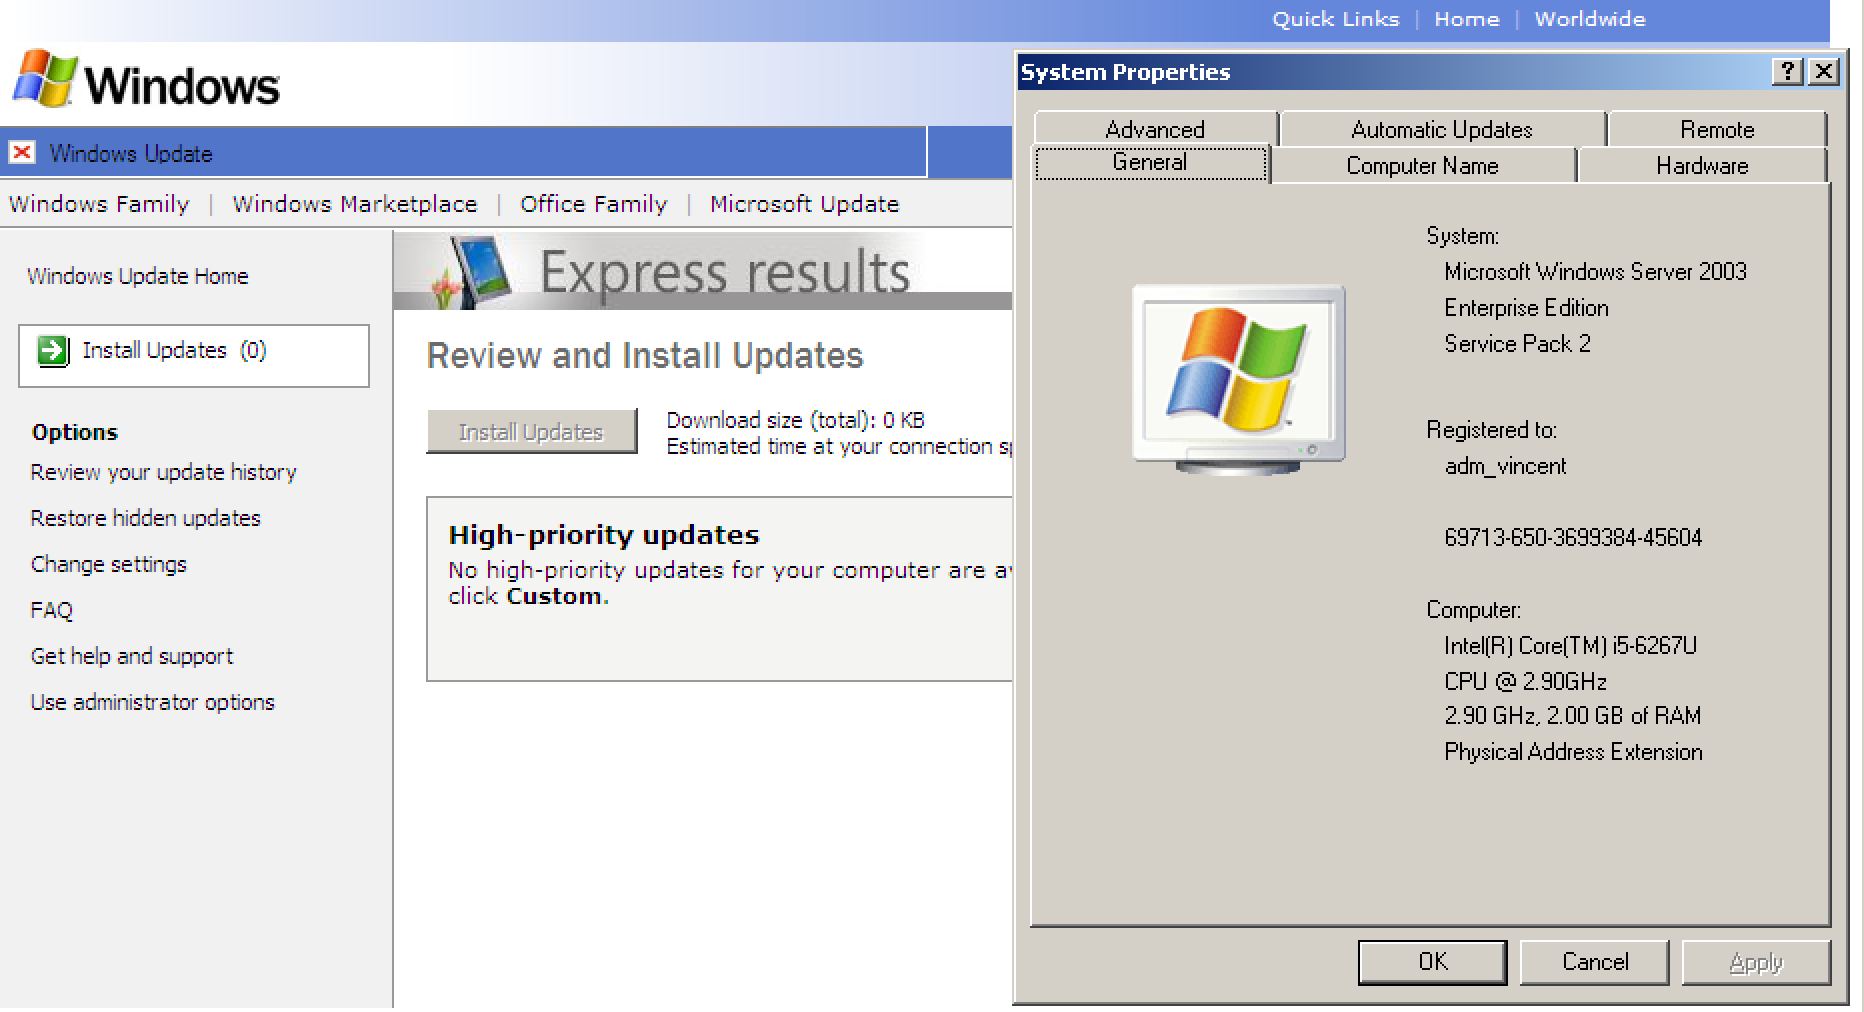 Quick Links | Home | Worldwide
Windows
Windows Update
Windows Family | Windows Marketplace | Office Family | Microsoft Update
Windows Update Home
Install Updates (0)
Options
Review your update history
Restore hidden updates
Change settings
FAQ
Get help and support
Use administrator options
Express results
Review and Install Updates
Install Updates
Download size (total): 0 KB
Estimated time at your connection
High-priority updates
No high-priority updates for your computer are
click Custom.
System Properties
Advanced
Automatic Updates
Remote
General
Computer Name
Hardware
System:
Microsoft Windows Server 2003
Enterprise Edition
Service Pack 2
Registered to:
adm_vincent
69713-650-3699384-45604
Computer:
Intel(R) Core(TM) i5-6267U
CPU @ 2.90GHz
2.90 GHz, 2.00 GB of RAM
Physical Address Extension
OK
Cancel
Apply